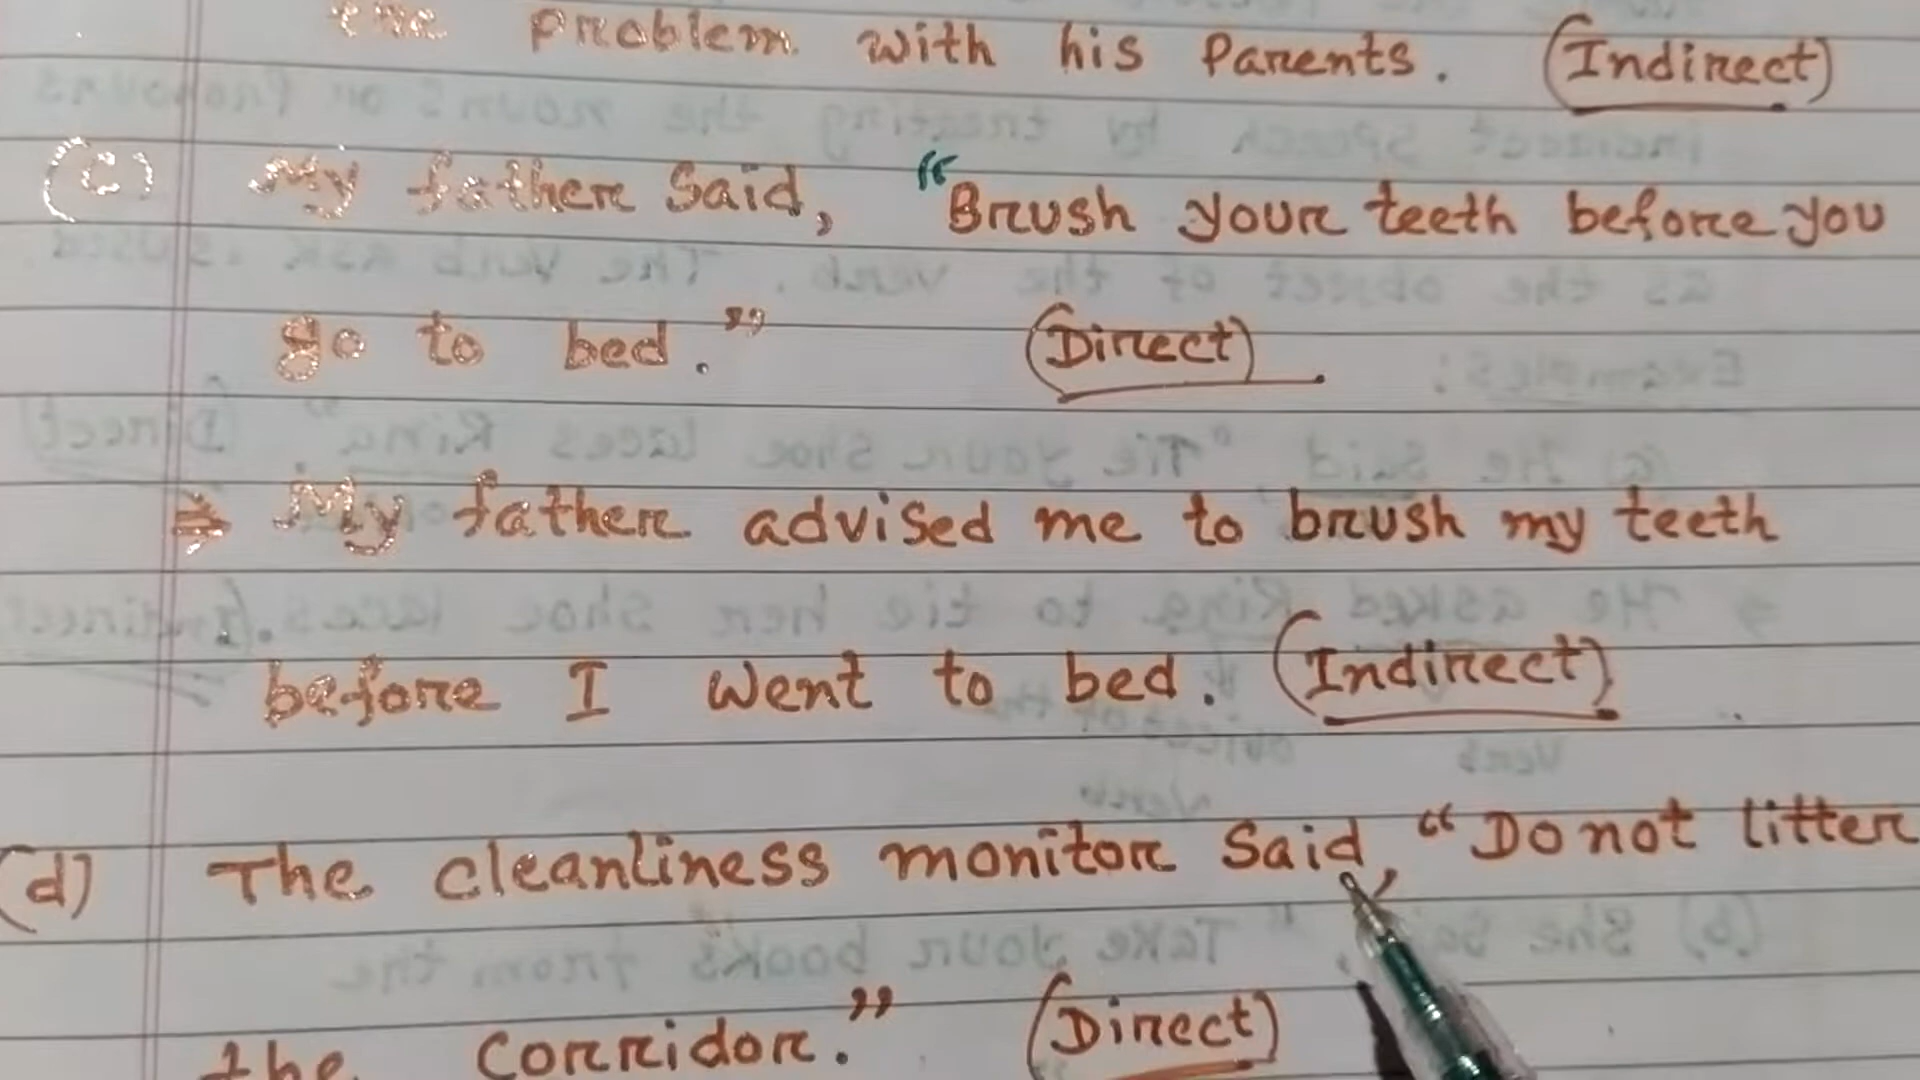 the problem with his Parents. (Indirect)
(c) My father Said, "Brush your teeth before you
go to bed." (Direct)
⇒ My father advised me to brush my teeth
before I went to bed. (Indirect)
(d) The cleanliness monitor Said, "Do not litter
the corridor." (Direct)